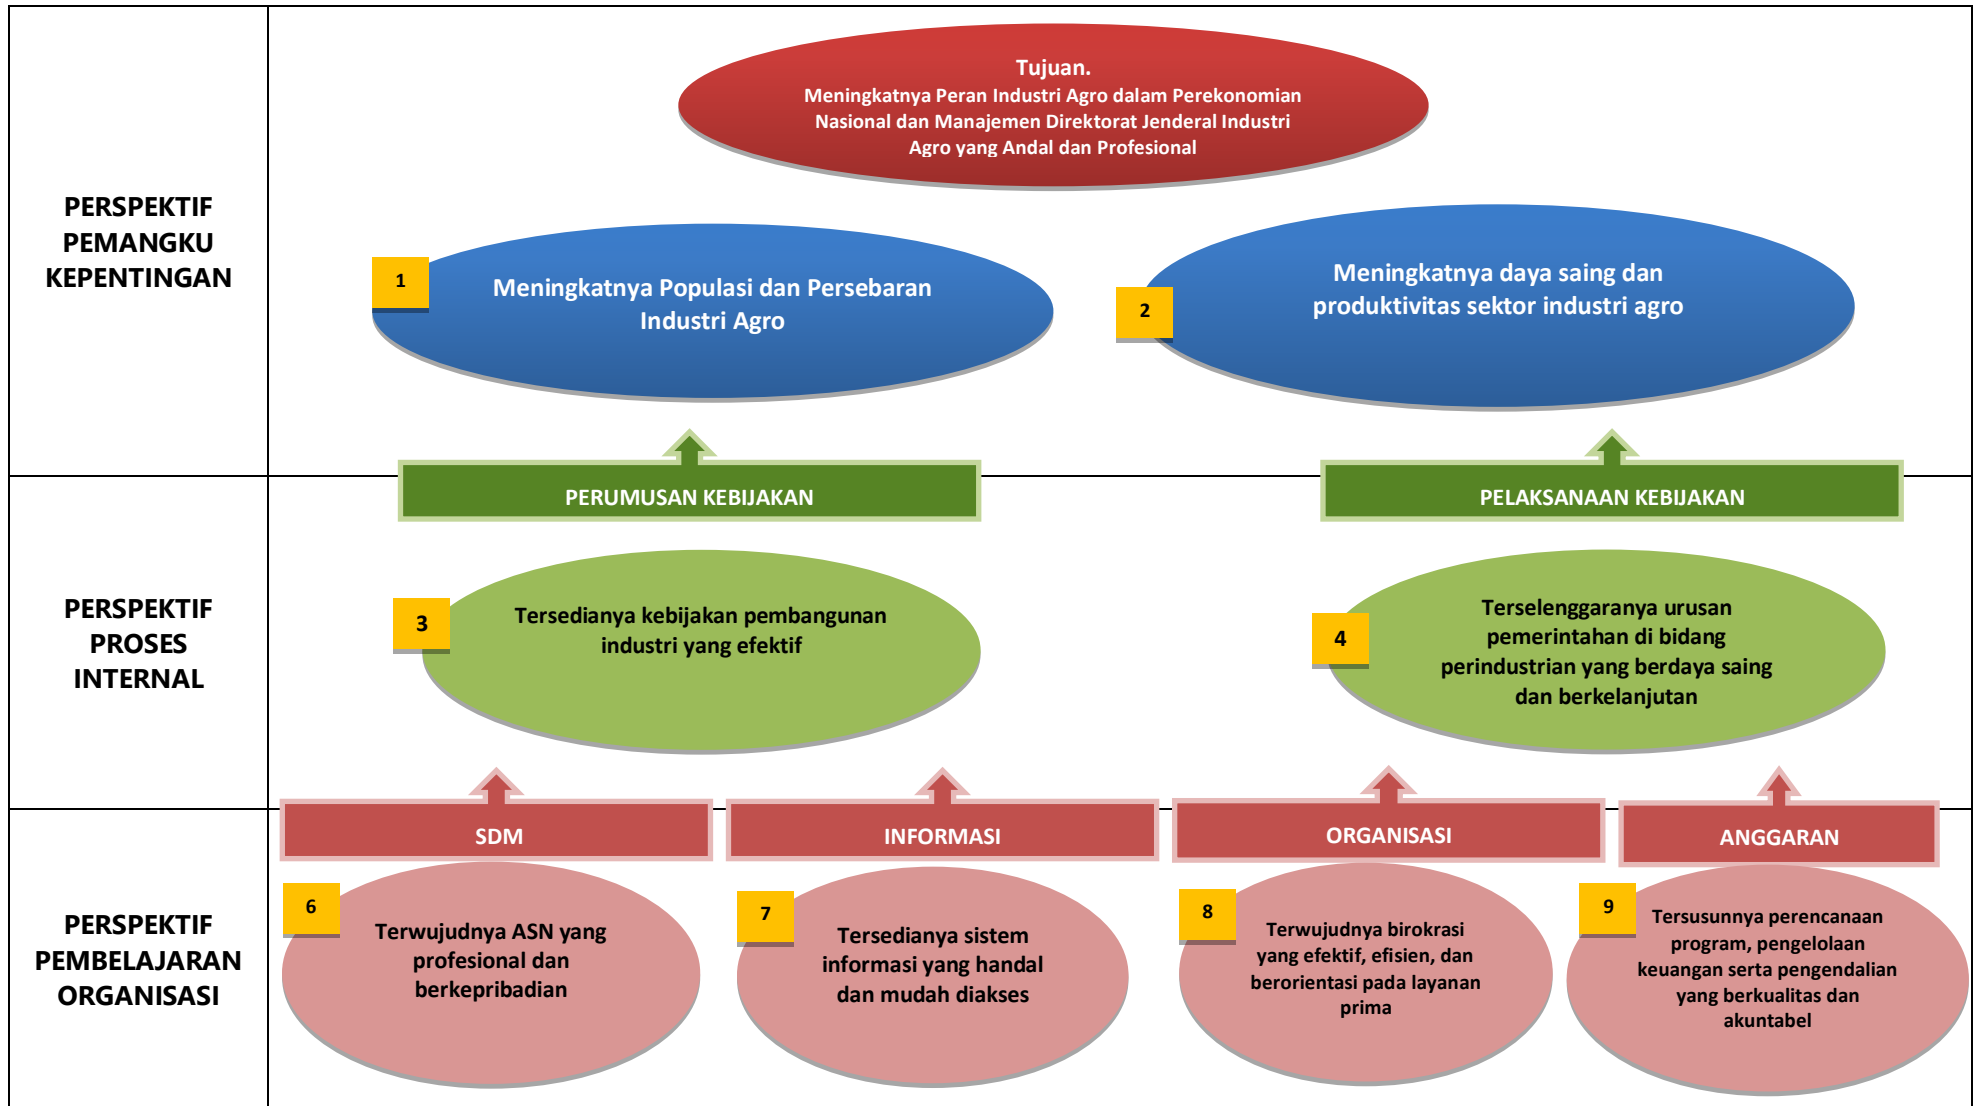 PERSPEKTIF
PEMANGKU
KEPENTINGAN
Tujuan.
Meningkatnya Peran Industri Agro dalam Perekonomian
Nasional dan Manajemen Direktorat Jenderal Industri
Agro yang Andal dan Profesional
1
Meningkatnya Populasi dan Persebaran
Industri Agro
2
Meningkatnya daya saing dan
produktivitas sektor industri agro
PERUMUSAN KEBIJAKAN
PELAKSANAAN KEBIJAKAN
PERSPEKTIF
PROSES
INTERNAL
3
Tersedianya kebijakan pembangunan
industri yang efektif
4
Terselenggaranya urusan
pemerintahan di bidang
perindustrian yang berdaya saing
dan berkelanjutan
SDM
INFORMASI
ORGANISASI
ANGGARAN
PERSPEKTIF
PEMBELAJARAN
ORGANISASI
6
Terwujudnya ASN yang
profesional dan
berkepribadian
7
Tersedianya sistem
informasi yang handal
dan mudah diakses
8
Terwujudnya birokrasi
yang efektif, efisien, dan
berorientasi pada layanan
prima
9
Tersusunnya perencanaan
program, pengelolaan
keuangan serta pengendalian
yang berkualitas dan
akuntabel